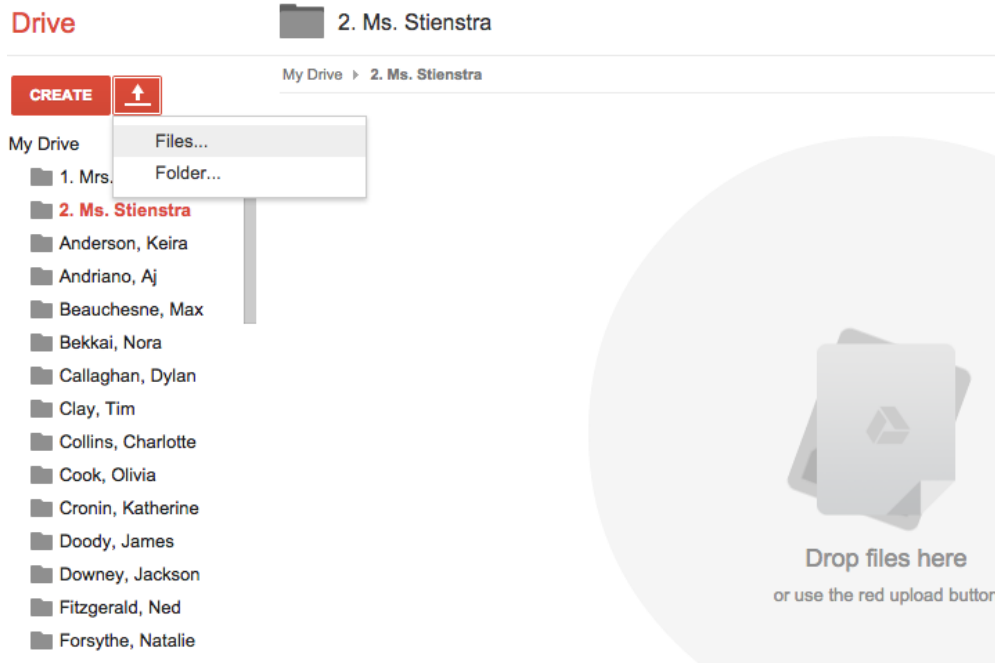 Drive
2. Ms. Stienstra
My Drive 2. Ms. Stienstra
CREATE
Files...
Folder...
My Drive
1. Mrs.
2. Ms. Stienstra
Anderson, Keira
Andriano, Aj
Beauchesne, Max
Bekkai, Nora
Callaghan, Dylan
Clay, Tim
Collins, Charlotte
Cook, Olivia
Cronin, Katherine
Doody, James
Downey, Jackson
Fitzgerald, Ned
Forsythe, Natalie
Drop files here
or use the red upload button